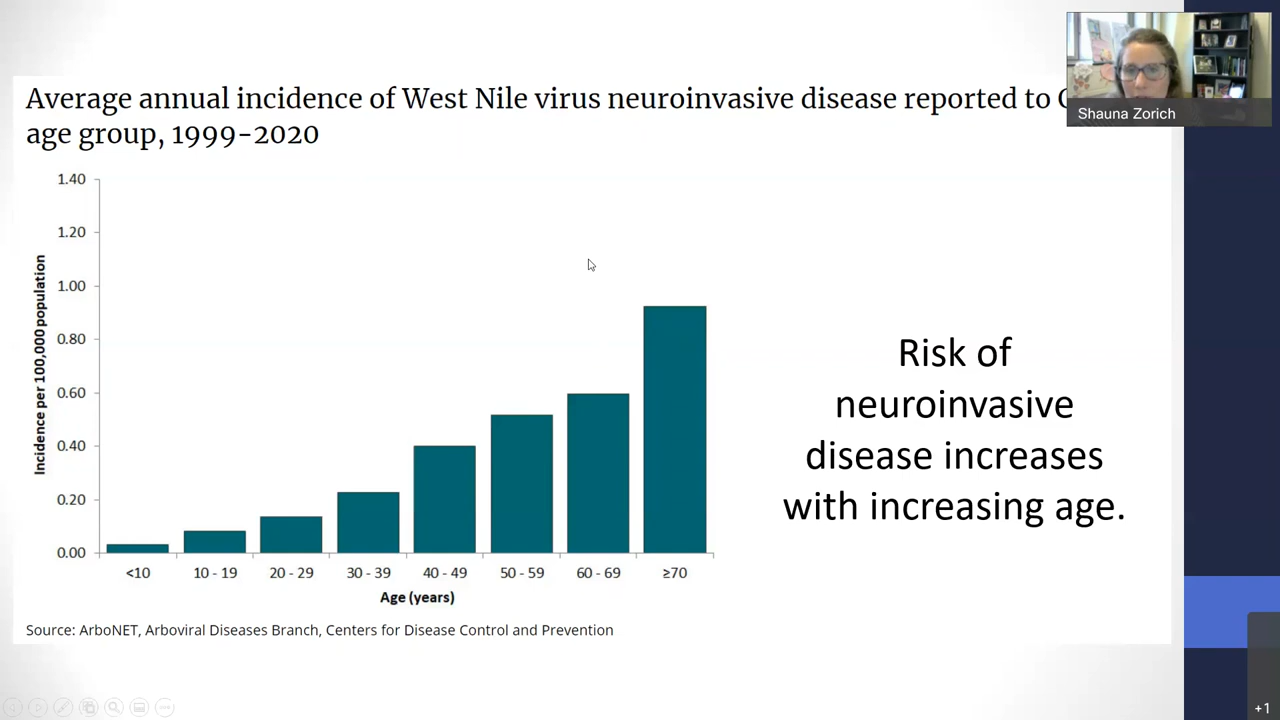 Average annual incidence of West Nile virus neuroinvasive disease reported to
age group, 1999-2020
Shauna Zorich
1.40
1.20
1.00
0.80
0.60
0.40
0.20
0.00
Incidence per 100,000 population
<10
10 - 19
20 - 29
30 - 39
40 - 49
50 - 59
60 - 69
≥70
Age (years)
Risk of
neuroinvasive
disease increases
with increasing age.
Source: ArboNET, Arboviral Diseases Branch, Centers for Disease Control and Prevention
+1